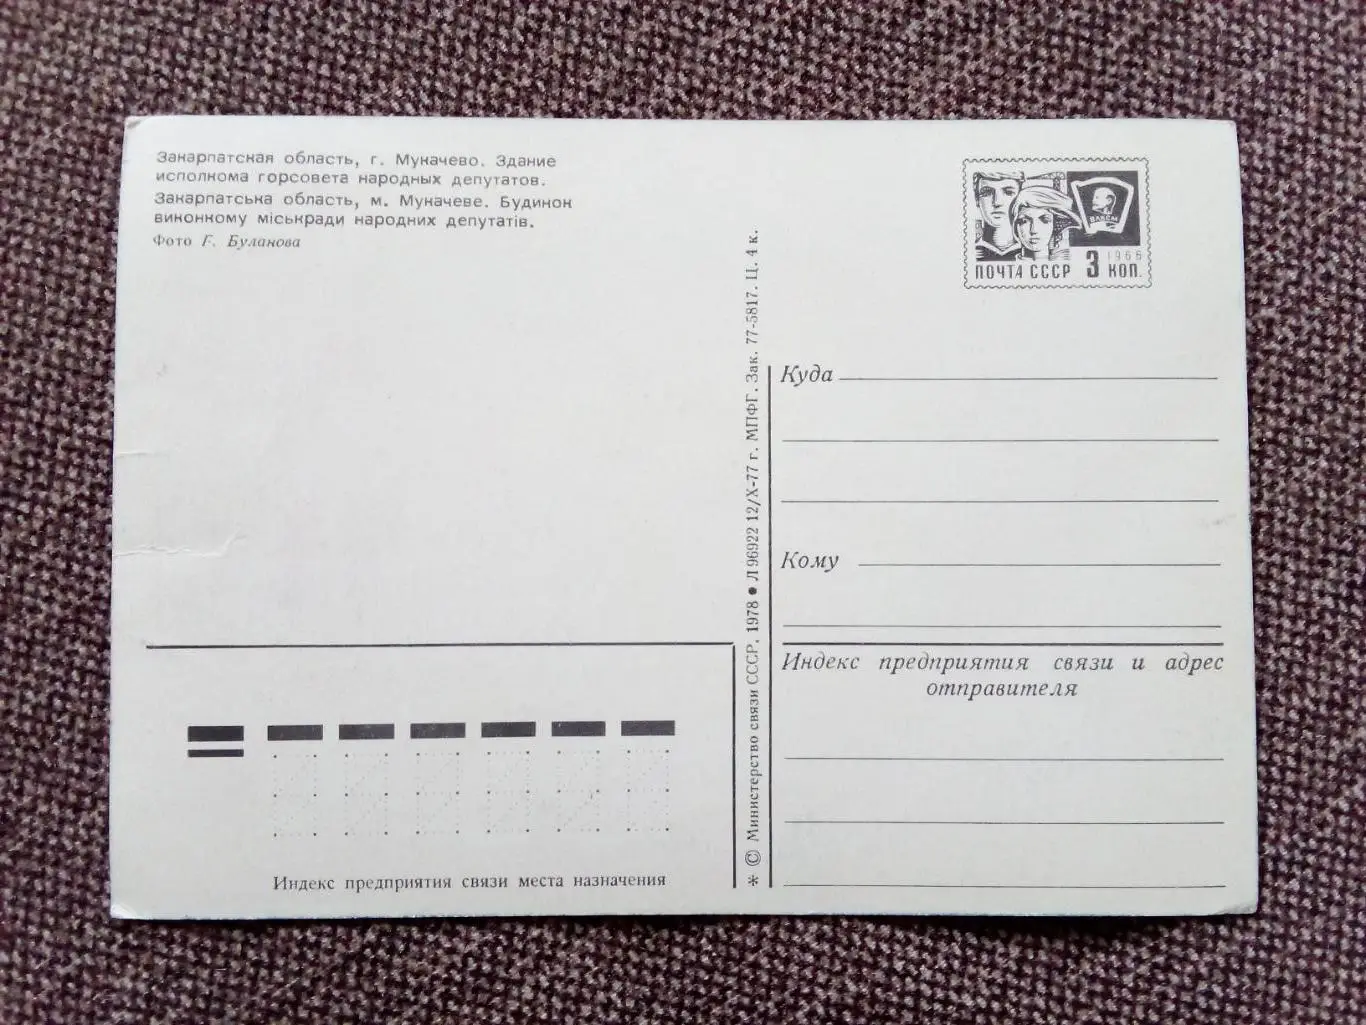 Закарпатская область, г. Мукачево. Здание
исполкома горсовета народных депутатов.
Закарпатська область, м. Мукачеве. Будинок
виконкому міськради народних депутатів.
Фото Г. Буланова
ВЛКСМ
1966
ПОЧТА СССР 3 КОП.
Куда
Кому
Индекс предприятия связи и адрес
отправителя
Индекс предприятия связи места назначения
* © Министерство связи СССР, 1978 ● Л 96922 12/X-77 г. МПФГ. Зак. 77-5817. Ц. 4 к.